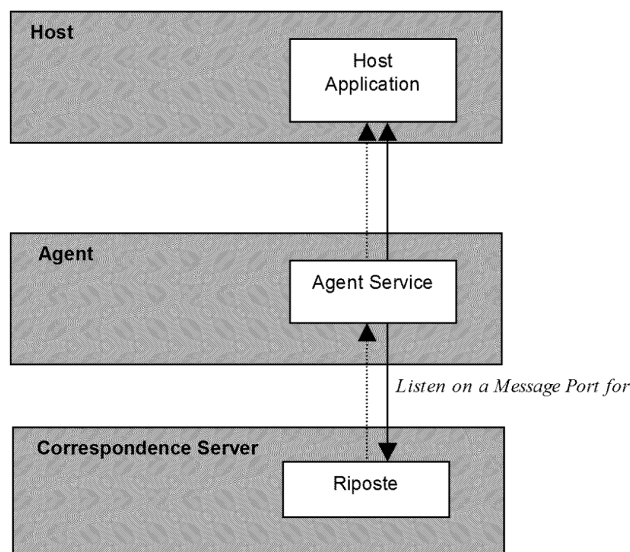 Host
Host
Application
Agent
Agent Service
Listen on a Message Port for
Correspondence Server
Riposte